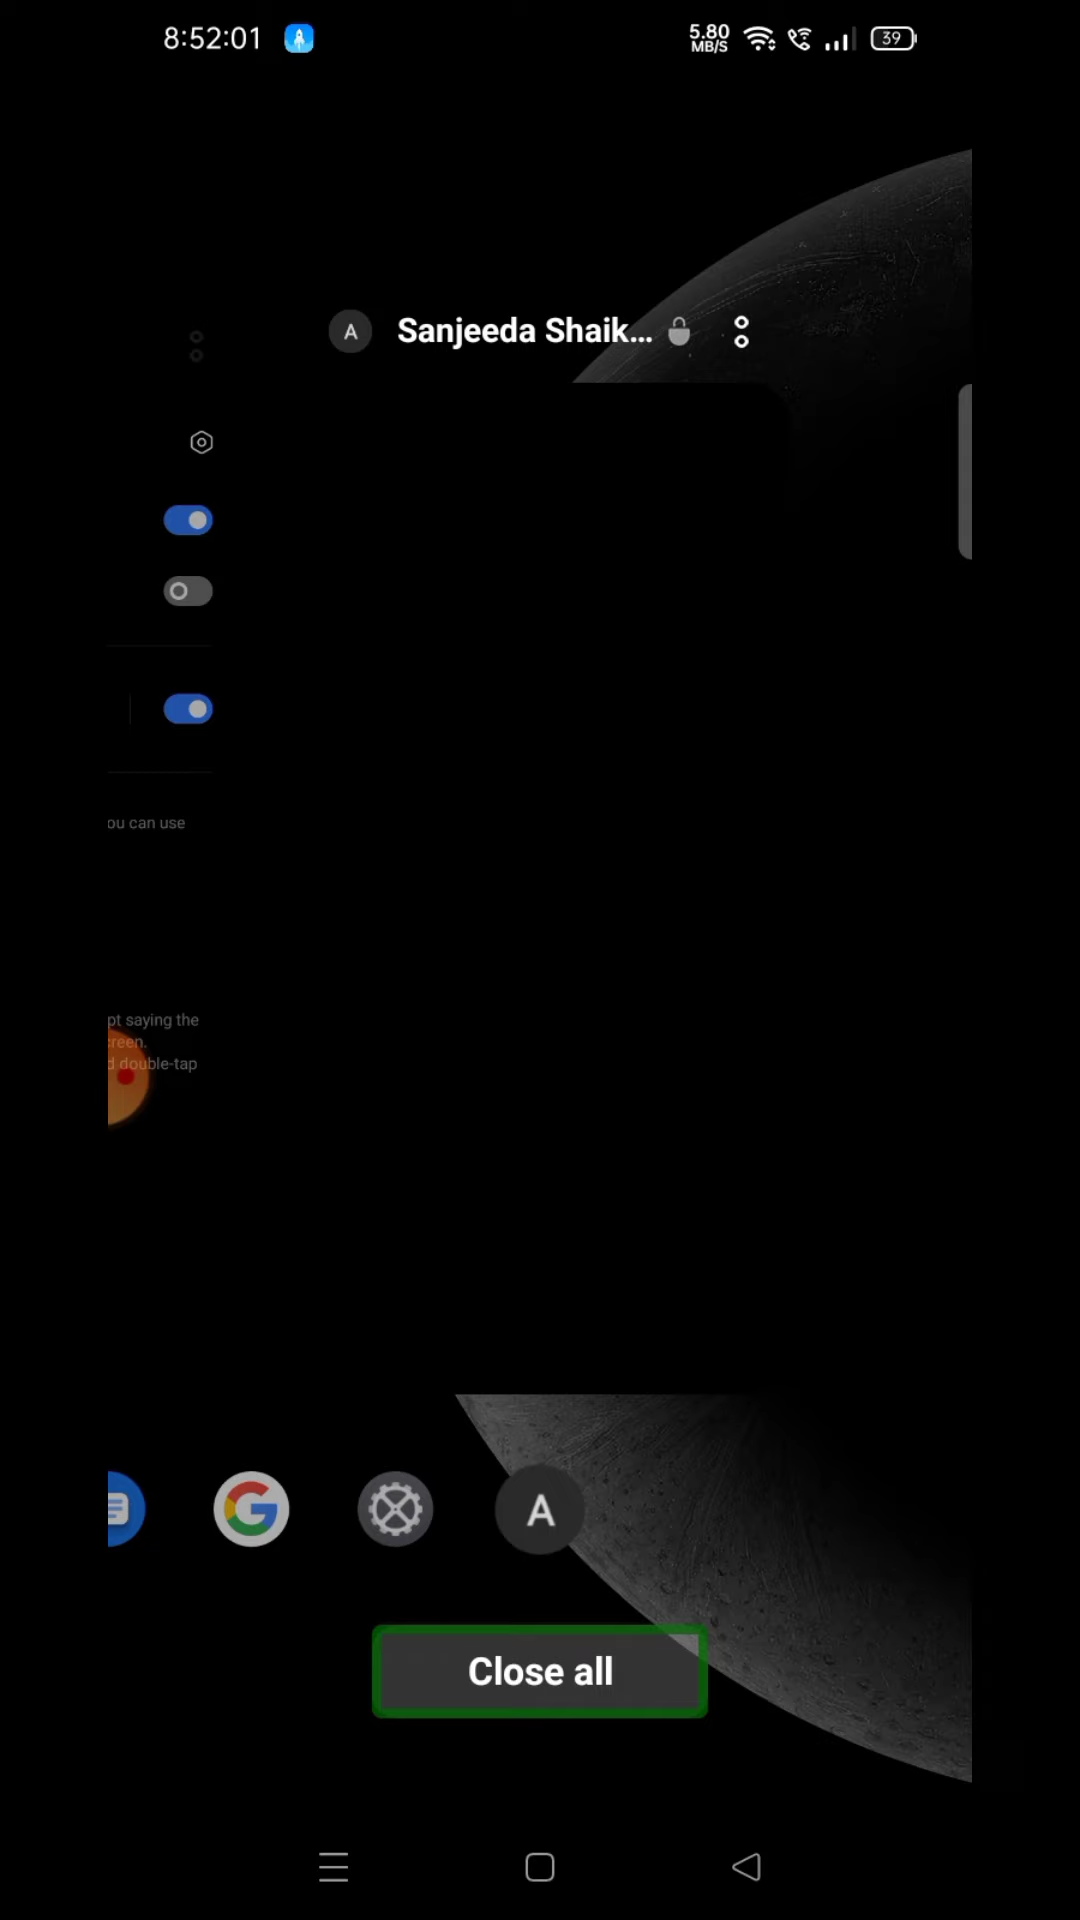 8:52:01
5.80
MB/S
39
A
Sanjeeda Shaik...
ou can use
pt saying the
reen.
d double-tap
A
Close all